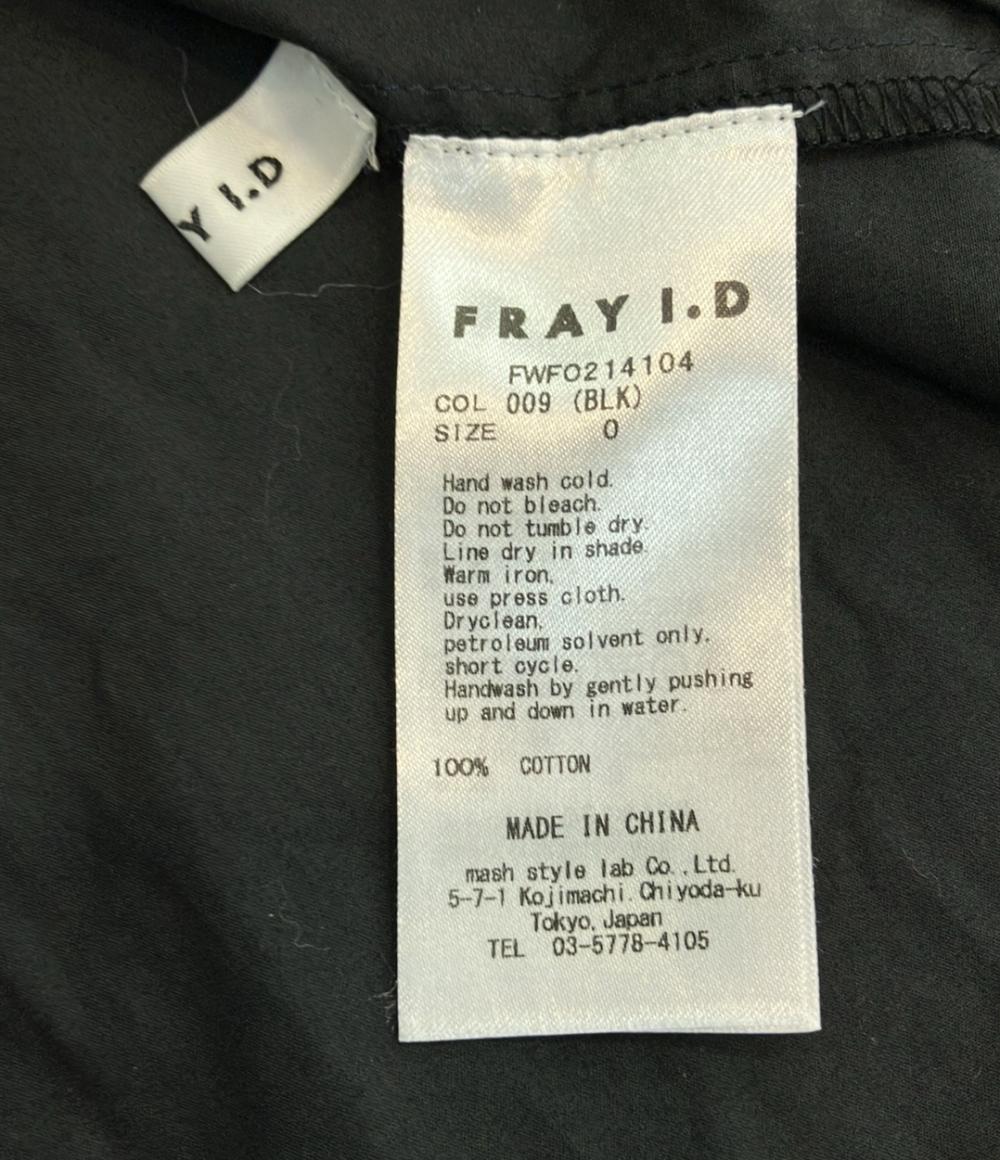 Y I.D
FRAY I.D
FWFO214104
COL 009 (BLK)
SIZE 0
Hand wash cold.
Do not bleach.
Do not tumble dry.
Line dry in shade.
Warm iron,
use press cloth.
Dryclean,
petroleum solvent only,
short cycle.
Handwash by gently pushing
up and down in water.
100% COTTON
MADE IN CHINA
mash style lab Co.,Ltd.
5-7-1 Kojimachi.Chiyoda-ku
Tokyo, Japan
TEL 03-5778-4105